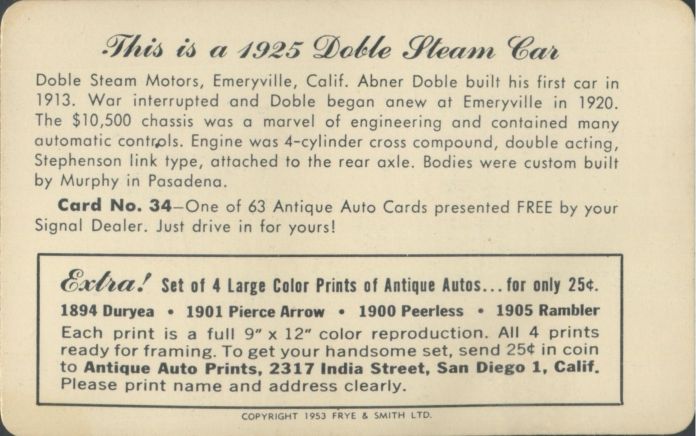 This is a 1925 Doble Steam Car
Doble Steam Motors, Emeryville, Calif. Abner Doble built his first car in
1913. War interrupted and Doble began anew at Emeryville in 1920.
The $10,500 chassis was a marvel of engineering and contained many
automatic controls. Engine was 4-cylinder cross compound, double acting,
Stephenson link type, attached to the rear axle. Bodies were custom built
by Murphy in Pasadena.
Card No. 34—One of 63 Antique Auto Cards presented FREE by your
Signal Dealer. Just drive in for yours!
Extra! Set of 4 Large Color Prints of Antique Autos...for only 25¢.
1894 Duryea • 1901 Pierce Arrow • 1900 Peerless • 1905 Rambler
Each print is a full 9" x 12" color reproduction. All 4 prints
ready for framing. To get your handsome set, send 25¢ in coin
to Antique Auto Prints, 2317 India Street, San Diego 1, Calif.
Please print name and address clearly.
COPYRIGHT 1953 FRYE & SMITH LTD.